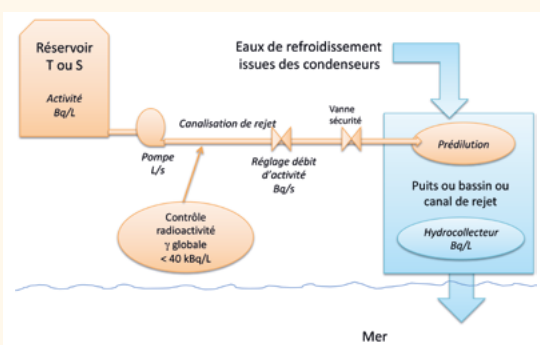 Réservoir
T ou S
Activité
Bq/L
Eaux de refroidissement
issues des condenseurs
Canalisation de rejet
Vanne
sécurité
Pompe
L/s
Réglage débit
d'activité
Bq/s
Prédilution
Contrôle
radioactivité
γ globale
< 40 kBq/L
Puits ou bassin ou
canal de rejet
Hydrocollecteur
Bq/L
Mer